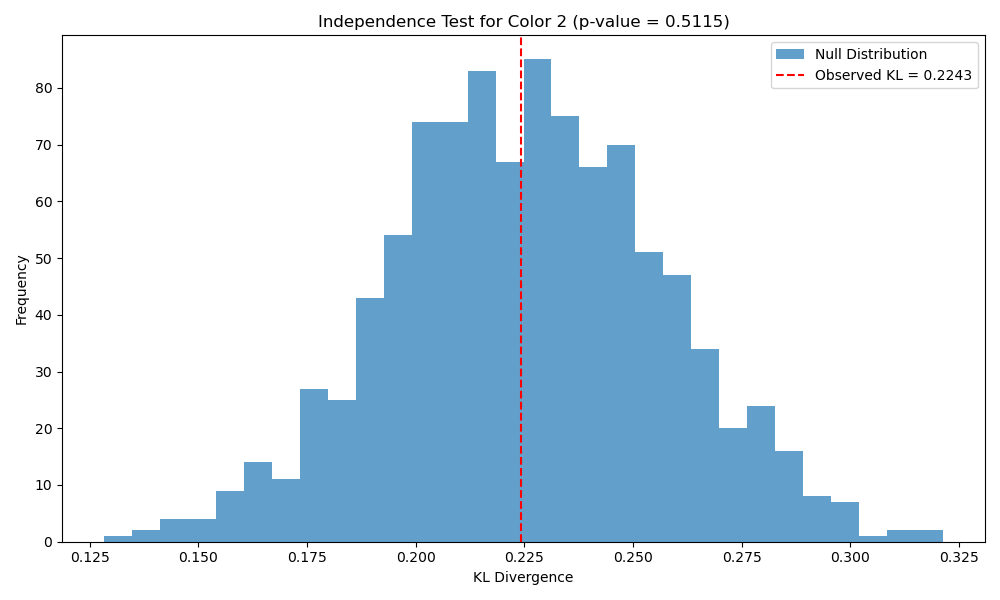 Independence Test for Color 2 (p-value = 0.5115)
Null Distribution
Observed KL = 0.2243
Frequency
80
70
60
50
40
30
20
10
0
0.125 0.150 0.175 0.200 0.225 0.250 0.275 0.300 0.325
KL Divergence